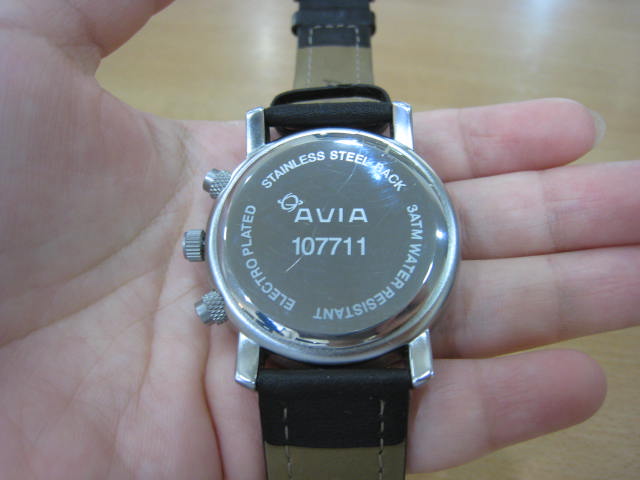 STAINLESS STEEL BACK
AVIA
107711
3ATM WATER RESISTANT
ELECTRO PLATED